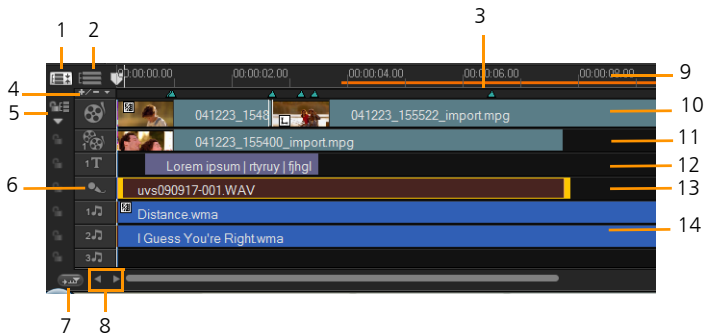 1 2 3
00:00:00.00 00:00:02.00 00:00:04.00 00:00:06.00 00:00:08.00 9
4 +/-
5 041223_1548 L 041223_155522_import.mpg 10
041223_155400_import.mpg 11
1T Lorem ipsum | rtyruy | fjhgl 12
6 uvs090917-001.WAV 13
1 Distance.wma
2 I Guess You're Right.wma 14
3
7 8